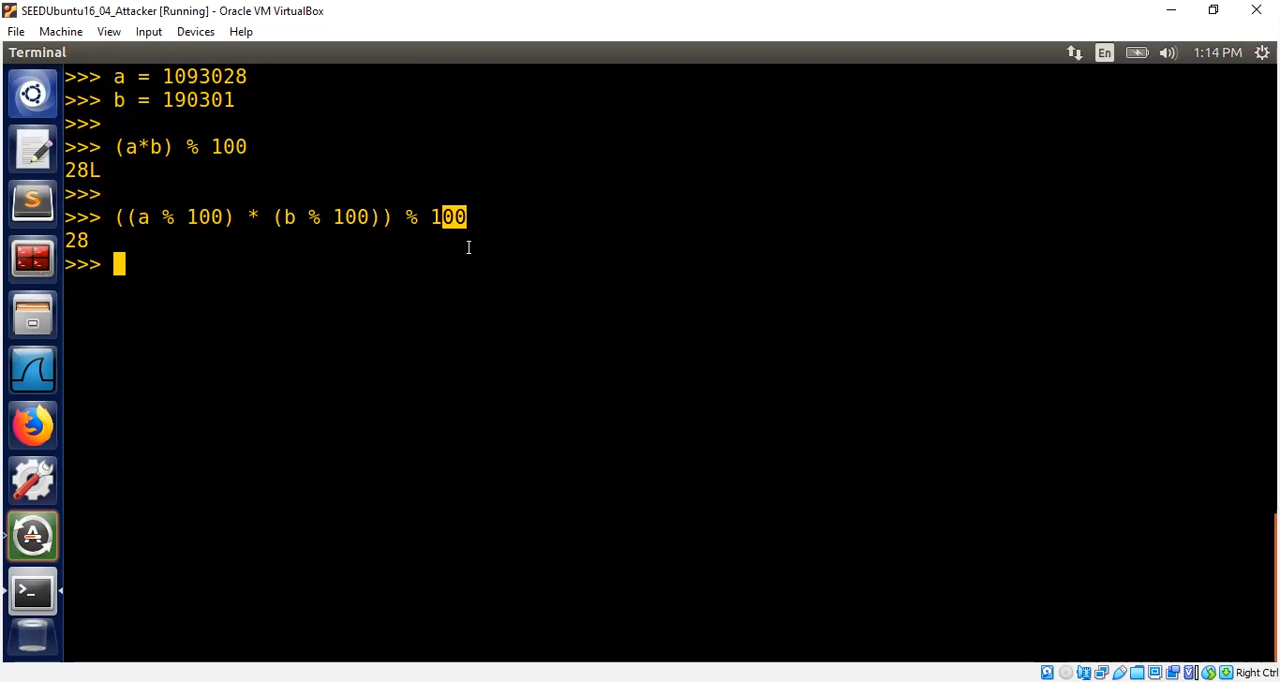 SEEDUbuntu16_04_Attacker [Running] - Oracle VM VirtualBox
File Machine View Input Devices Help
Terminal En 1:14 PM
>>> a = 1093028
>>> b = 190301
>>>
>>> (a*b) % 100
28L
>>>
>>> ((a % 100) * (b % 100)) % 100
28
>>>
Right Ctrl